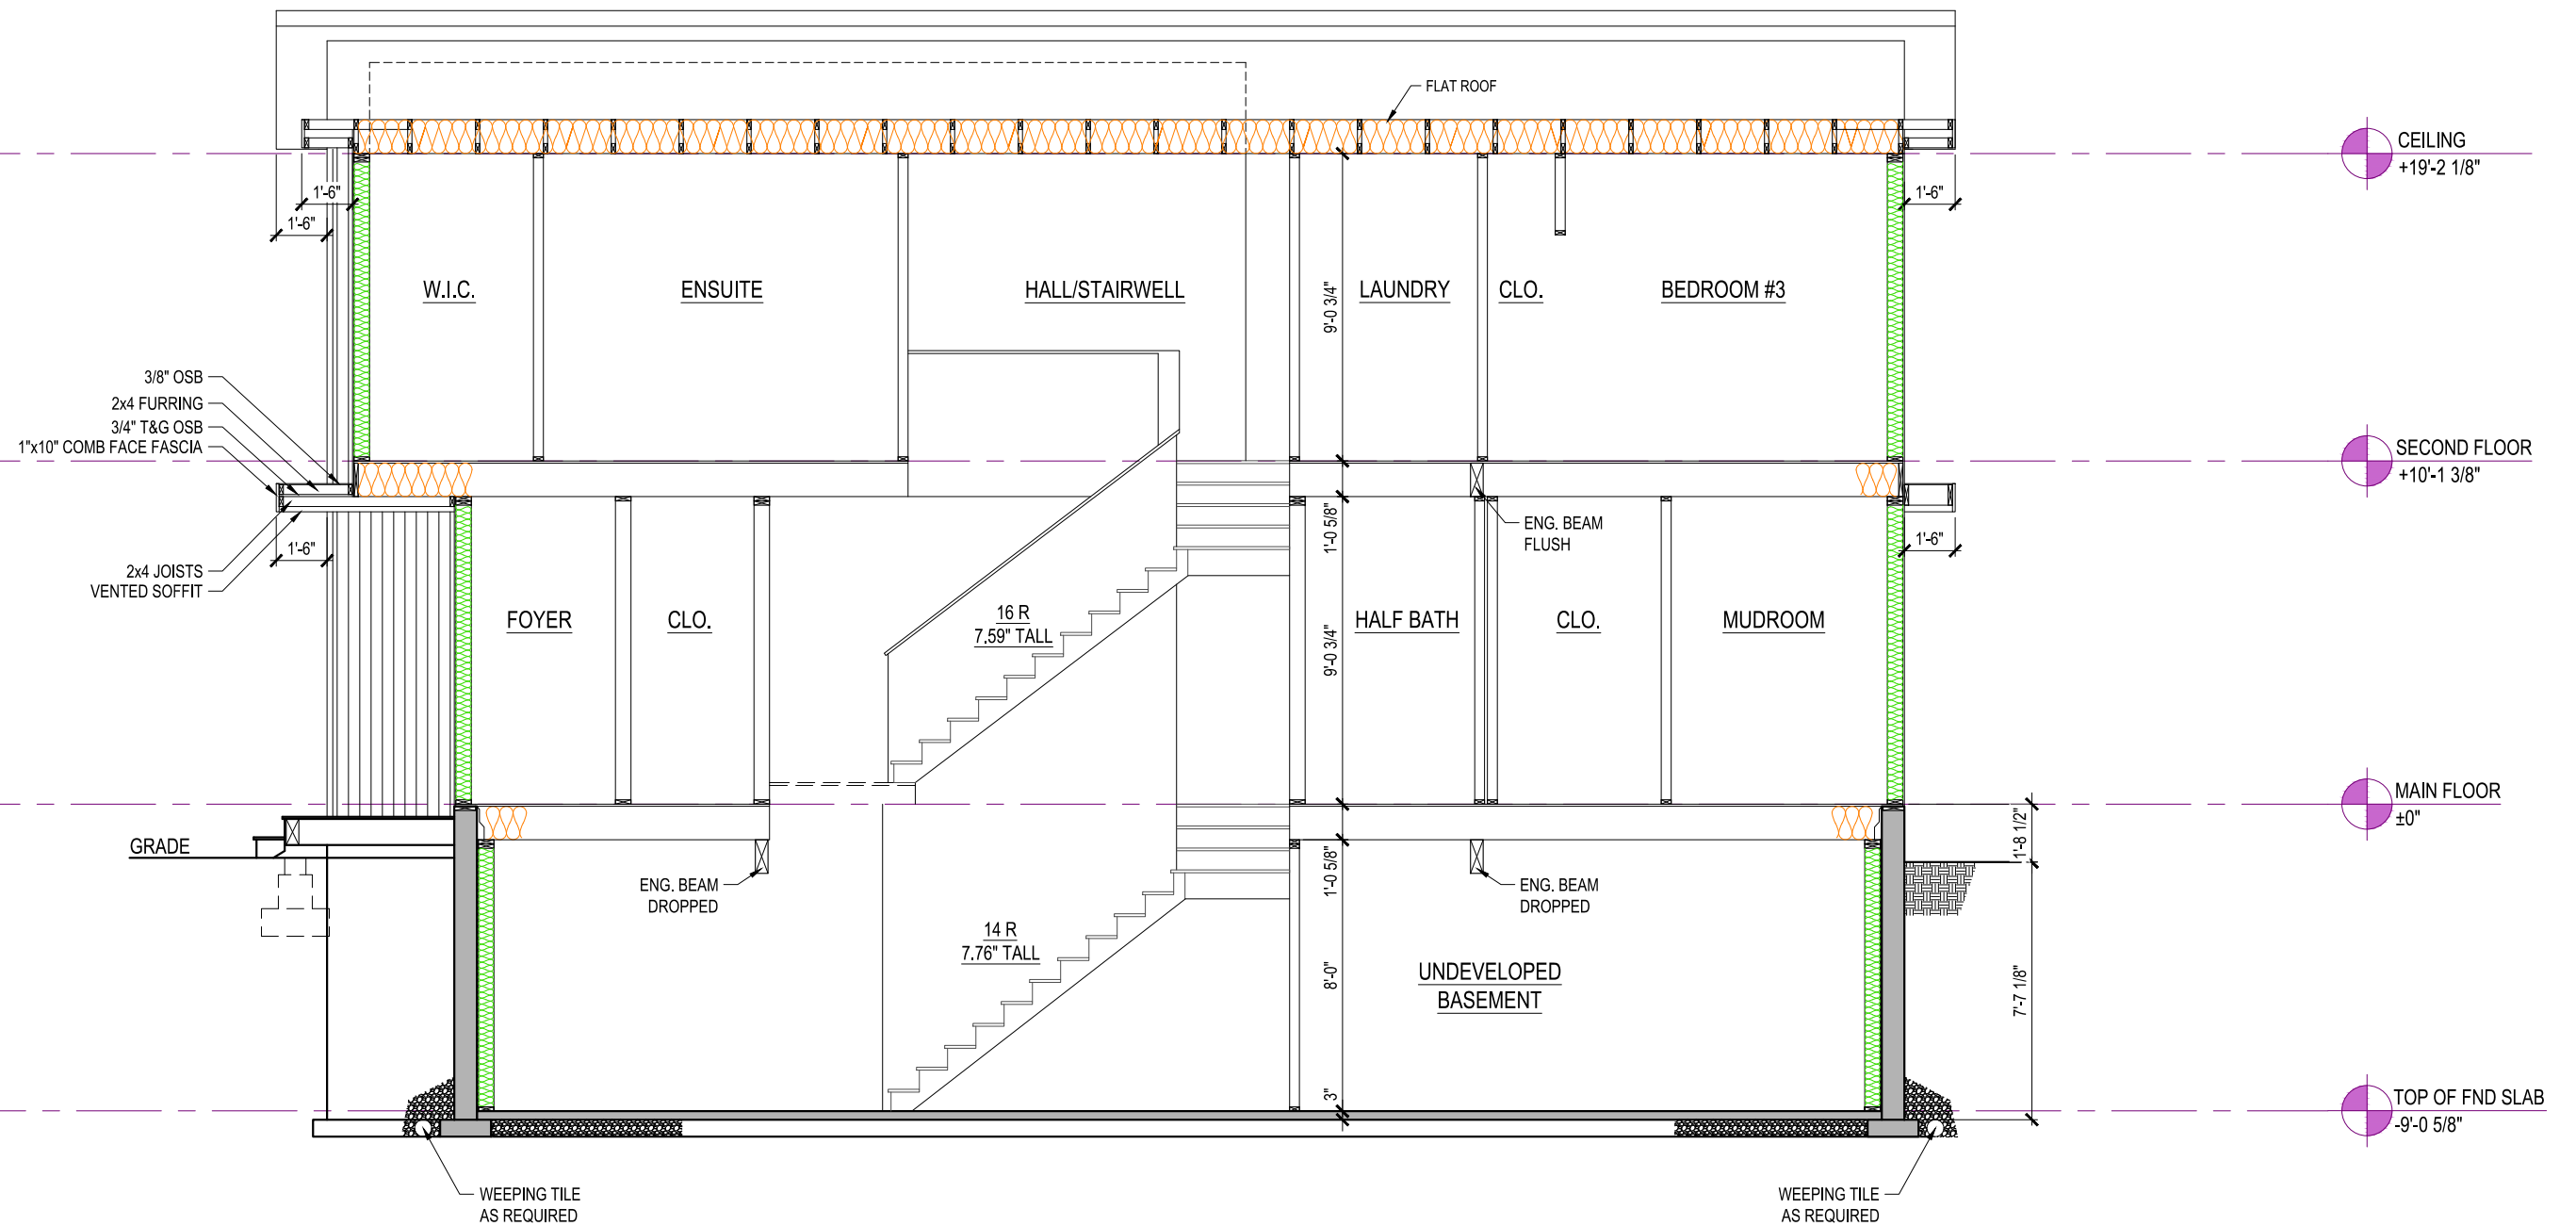 FLAT ROOF
CEILING
+19'-2 1/8"
1'-6"
1'-6"
1'-6"
W.I.C.
ENSUITE
HALL/STAIRWELL
9'-0 3/4"
LAUNDRY
CLO.
BEDROOM #3
3/8" OSB
2x4 FURRING
3/4" T&G OSB
1"x10" COMB FACE FASCIA
SECOND FLOOR
+10'-1 3/8"
1'-6"
2x4 JOISTS
VENTED SOFFIT
1'-0 5/8"
ENG. BEAM
FLUSH
1'-6"
FOYER
CLO.
16 R
7.59" TALL
9'-0 3/4"
HALF BATH
CLO.
MUDROOM
MAIN FLOOR
±0"
GRADE
1'-8 1/2"
ENG. BEAM
DROPPED
1'-0 5/8"
ENG. BEAM
DROPPED
14 R
7.76" TALL
8'-0"
UNDEVELOPED
BASEMENT
7'-7 1/8"
3"
TOP OF FND SLAB
-9'-0 5/8"
WEEPING TILE
AS REQUIRED
WEEPING TILE
AS REQUIRED